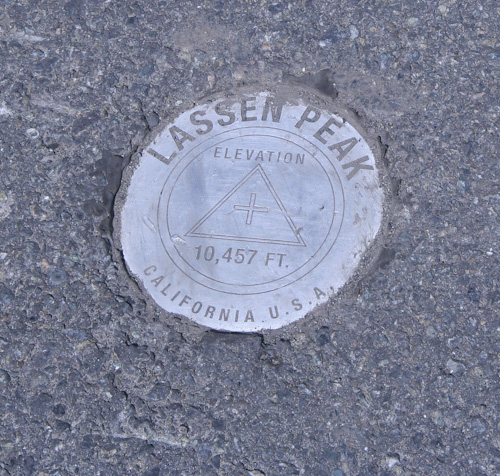 LASSEN PEAK
ELEVATION
10,457 FT.
CALIFORNIA U.S.A.